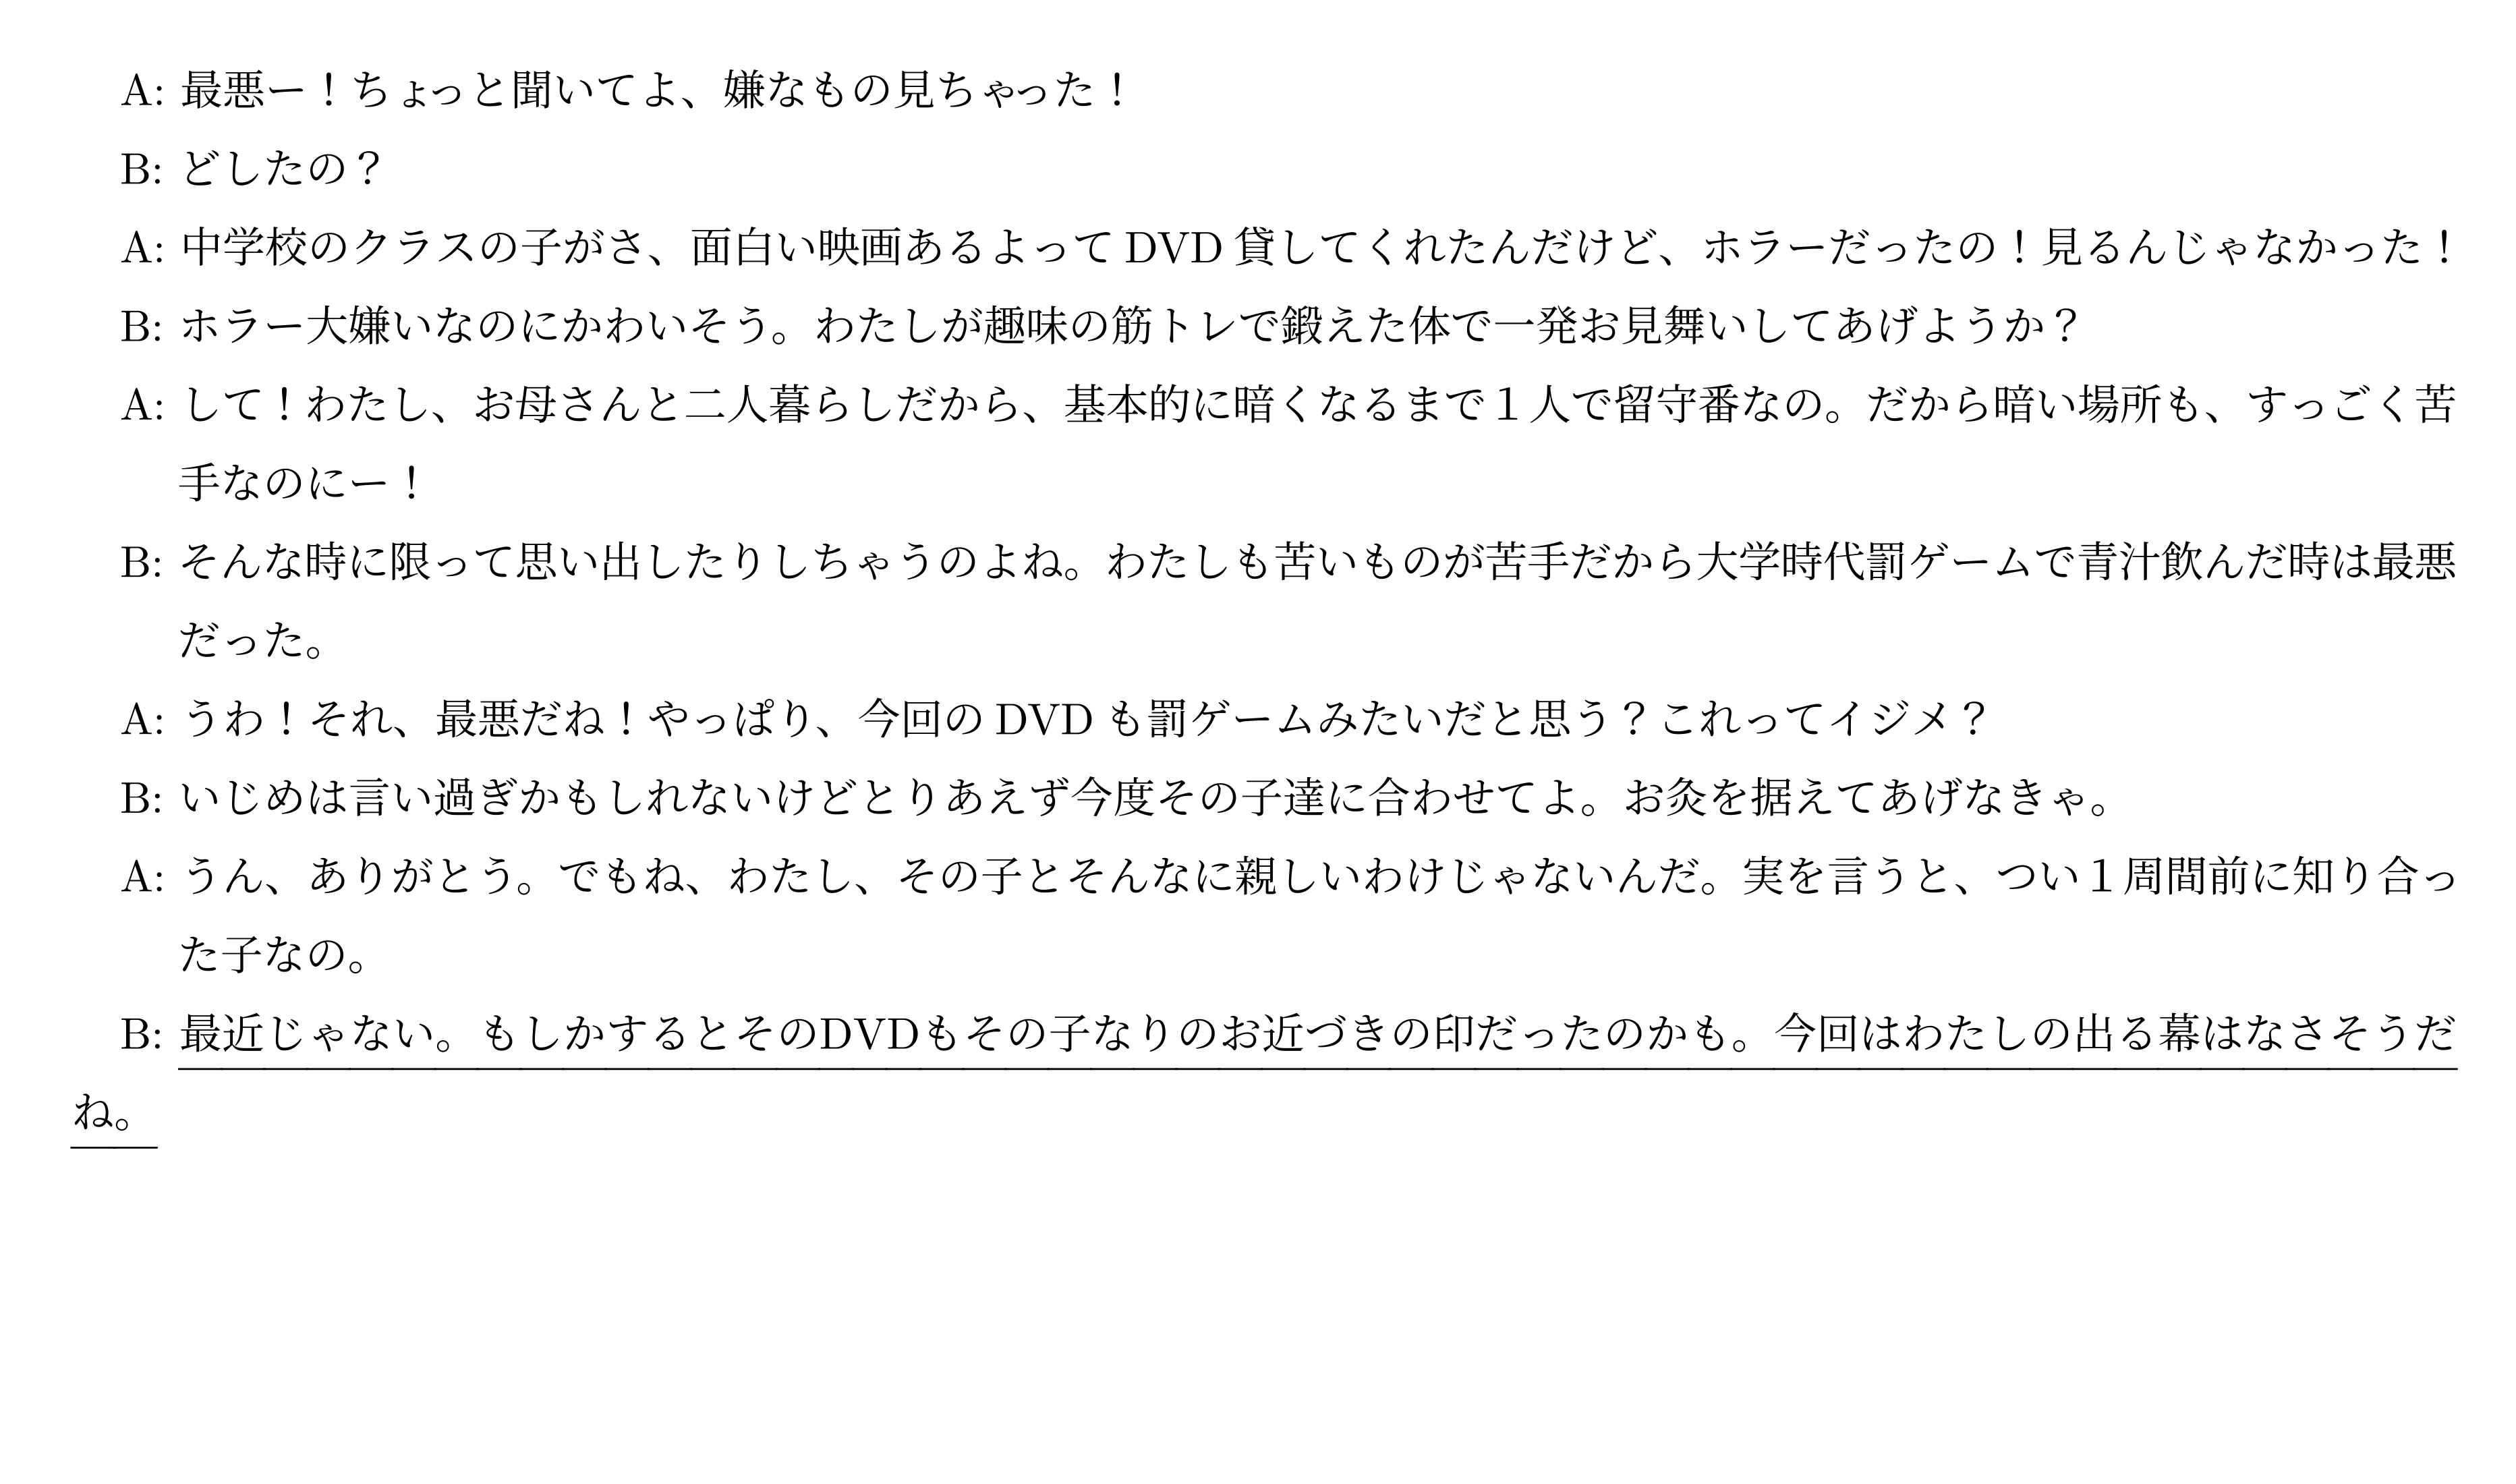 A: 最悪ー！ちょっと聞いてよ、嫌なもの見ちゃった！
B: どしたの？
A: 中学校のクラスの子がさ、面白い映画あるよって DVD 貸してくれたんだけど、ホラーだったの！見るんじゃなかった！
B: ホラー大嫌いなのにかわいそう。わたしが趣味の筋トレで鍛えた体で一発お見舞いしてあげようか？
A: して！わたし、お母さんと二人暮らしだから、基本的に暗くなるまで１人で留守番なの。だから暗い場所も、すっごく苦
手なのにー！
B: そんな時に限って思い出したりしちゃうのよね。わたしも苦いものが苦手だから大学時代罰ゲームで青汁飲んだ時は最悪
だった。
A: うわ！それ、最悪だね！やっぱり、今回の DVD も罰ゲームみたいだと思う？これってイジメ？
B: いじめは言い過ぎかもしれないけどとりあえず今度その子達に合わせてよ。お灸を据えてあげなきゃ。
A: うん、ありがとう。でもね、わたし、その子とそんなに親しいわけじゃないんだ。実を言うと、つい１周間前に知り合っ
た子なの。
B: 最近じゃない。もしかするとそのDVDもその子なりのお近づきの印だったのかも。今回はわたしの出る幕はなさそうだ
ね。